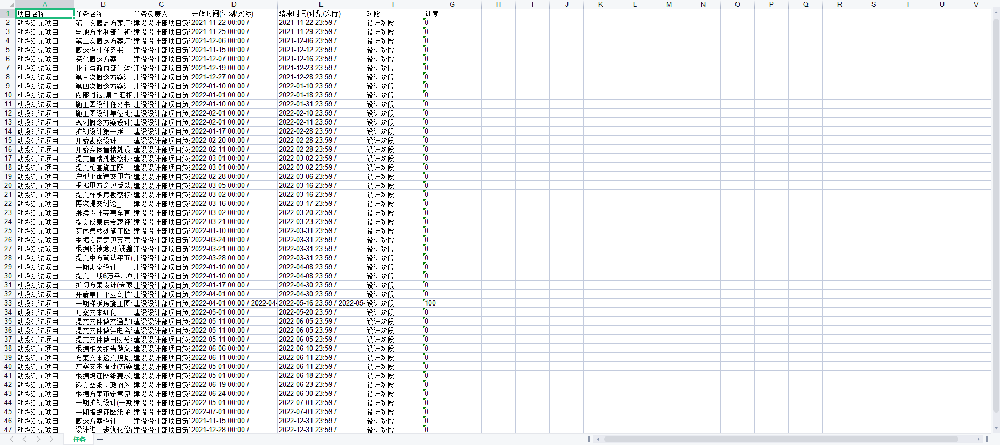 A B C D E F G H I J K L M N O P Q R S T U V
1 项目名称 任务名称 任务负责人 开始时间(计划/实际) 结束时间(计划/实际) 阶段 进度
2 动投测试项目 第一次概念方案汇 建设设计部项目负 2021-11-22 00:00 / 2021-11-22 23:59 / 设计阶段 0
3 动投测试项目 与地方水利部门初 建设设计部项目负 2021-11-25 00:00 / 2021-11-29 23:59 / 设计阶段 0
4 动投测试项目 第二次概念方案汇 建设设计部项目负 2021-12-06 00:00 / 2021-12-06 23:59 / 设计阶段 0
5 动投测试项目 概念设计任务书 建设设计部项目负 2021-11-15 00:00 / 2021-12-12 23:59 / 设计阶段 0
6 动投测试项目 深化概念方案 建设设计部项目负 2021-12-07 00:00 / 2021-12-16 23:59 / 设计阶段 0
7 动投测试项目 业主与政府部门沟 建设设计部项目负 2021-12-19 00:00 / 2021-12-23 23:59 / 设计阶段 0
8 动投测试项目 第三次概念方案汇 建设设计部项目负 2021-12-27 00:00 / 2021-12-28 23:59 / 设计阶段 0
9 动投测试项目 第四次概念方案汇 建设设计部项目负 2022-01-10 00:00 / 2022-01-10 23:59 / 设计阶段 0
10 动投测试项目 内部讨论,集团汇报 建设设计部项目负 2022-01-01 00:00 / 2022-01-18 23:59 / 设计阶段 0
11 动投测试项目 施工图设计任务书 建设设计部项目负 2022-01-10 00:00 / 2022-01-31 23:59 / 设计阶段 0
12 动投测试项目 施工图设计单位比 建设设计部项目负 2022-02-01 00:00 / 2022-02-10 23:59 / 设计阶段 0
13 动投测试项目 规划概念方案设计 建设设计部项目负 2022-02-01 00:00 / 2022-02-11 23:59 / 设计阶段 0
14 动投测试项目 扩初设计第一版 建设设计部项目负 2022-01-17 00:00 / 2022-02-28 23:59 / 设计阶段 0
15 动投测试项目 开始勘察设计 建设设计部项目负 2022-02-20 00:00 / 2022-02-28 23:59 / 设计阶段 0
16 动投测试项目 开始实体售楼处设 建设设计部项目负 2022-02-11 00:00 / 2022-02-28 23:59 / 设计阶段 0
17 动投测试项目 提交售楼处勘察报 建设设计部项目负 2022-03-01 00:00 / 2022-03-02 23:59 / 设计阶段 0
18 动投测试项目 提交桩基施工图 建设设计部项目负 2022-03-01 00:00 / 2022-03-02 23:59 / 设计阶段 0
19 动投测试项目 户型平面递交甲方 建设设计部项目负 2022-02-28 00:00 / 2022-03-06 23:59 / 设计阶段 0
20 动投测试项目 根据甲方意见反馈, 建设设计部项目负 2022-03-05 00:00 / 2022-03-16 23:59 / 设计阶段 0
21 动投测试项目 提交样板房勘察报 建设设计部项目负 2022-03-02 00:00 / 2022-03-16 23:59 / 设计阶段 0
22 动投测试项目 再次提交讨论_ 建设设计部项目负 2022-03-16 00:00 / 2022-03-17 23:59 / 设计阶段 0
23 动投测试项目 继续设计完善全套 建设设计部项目负 2022-03-02 00:00 / 2022-03-20 23:59 / 设计阶段 0
24 动投测试项目 提交成果供专家评 建设设计部项目负 2022-03-21 00:00 / 2022-03-23 23:59 / 设计阶段 0
25 动投测试项目 实体售楼处施工图 建设设计部项目负 2022-01-10 00:00 / 2022-03-31 23:59 / 设计阶段 0
26 动投测试项目 根据专家意见完善 建设设计部项目负 2022-03-24 00:00 / 2022-03-31 23:59 / 设计阶段 0
27 动投测试项目 根据反馈意见,调整 建设设计部项目负 2022-03-21 00:00 / 2022-03-31 23:59 / 设计阶段 0
28 动投测试项目 提交中方确认平面 建设设计部项目负 2022-03-28 00:00 / 2022-03-31 23:59 / 设计阶段 0
29 动投测试项目 一期勘察设计 建设设计部项目负 2022-01-10 00:00 / 2022-04-08 23:59 / 设计阶段 0
30 动投测试项目 提交一期6万平米 建设设计部项目负 2022-01-10 00:00 / 2022-04-08 23:59 / 设计阶段 0
31 动投测试项目 扩初方案设计(专家 建设设计部项目负 2022-01-17 00:00 / 2022-04-30 23:59 / 设计阶段 0
32 动投测试项目 开始单体平立剖扩 建设设计部项目负 2022-04-01 00:00 / 2022-04-30 23:59 / 设计阶段 0
33 动投测试项目 一期样板房施工图 建设设计部项目负 2022-04-01 00:00 / 2022-04- 2022-05-16 23:59 / 2022-05- 设计阶段 100
34 动投测试项目 万案文本细化 建设设计部项目负 2022-05-01 00:00 / 2022-05-20 23:59 / 设计阶段 0
35 动投测试项目 提交文件做交通影 建设设计部项目负 2022-05-11 00:00 / 2022-06-05 23:59 / 设计阶段 0
36 动投测试项目 提交文件做供电咨 建设设计部项目负 2022-05-11 00:00 / 2022-06-05 23:59 / 设计阶段 0
37 动投测试项目 提交文件做日照分 建设设计部项目负 2022-05-11 00:00 / 2022-06-05 23:59 / 设计阶段 0
38 动投测试项目 根据相关报告做文 建设设计部项目负 2022-06-06 00:00 / 2022-06-10 23:59 / 设计阶段 0
39 动投测试项目 方案文本递交规划 建设设计部项目负 2022-06-11 00:00 / 2022-06-11 23:59 / 设计阶段 0
40 动投测试项目 方案文本报批(方案 建设设计部项目负 2022-05-01 00:00 / 2022-06-11 23:59 / 设计阶段 0
41 动投测试项目 根据规证图纸要求 建设设计部项目负 2022-05-01 00:00 / 2022-06-18 23:59 / 设计阶段 0
42 动投测试项目 递交图纸、政府沟 建设设计部项目负 2022-06-19 00:00 / 2022-06-23 23:59 / 设计阶段 0
43 动投测试项目 根据方案审定意见 建设设计部项目负 2022-06-24 00:00 / 2022-06-30 23:59 / 设计阶段 0
44 动投测试项目 一期扩初设计(一期 建设设计部项目负 2022-05-01 00:00 / 2022-07-01 23:59 / 设计阶段 0
45 动投测试项目 一期报规证图纸递 建设设计部项目负 2022-07-01 00:00 / 2022-07-01 23:59 / 设计阶段 0
46 动投测试项目 概念方案设计 建设设计部项目负 2021-11-15 00:00 / 2022-12-31 23:59 / 设计阶段 0
47 动投测试项目 设计进一步优化修 建设设计部项目负 2021-12-28 00:00 / 2022-12-31 23:59 / 设计阶段 0
任务